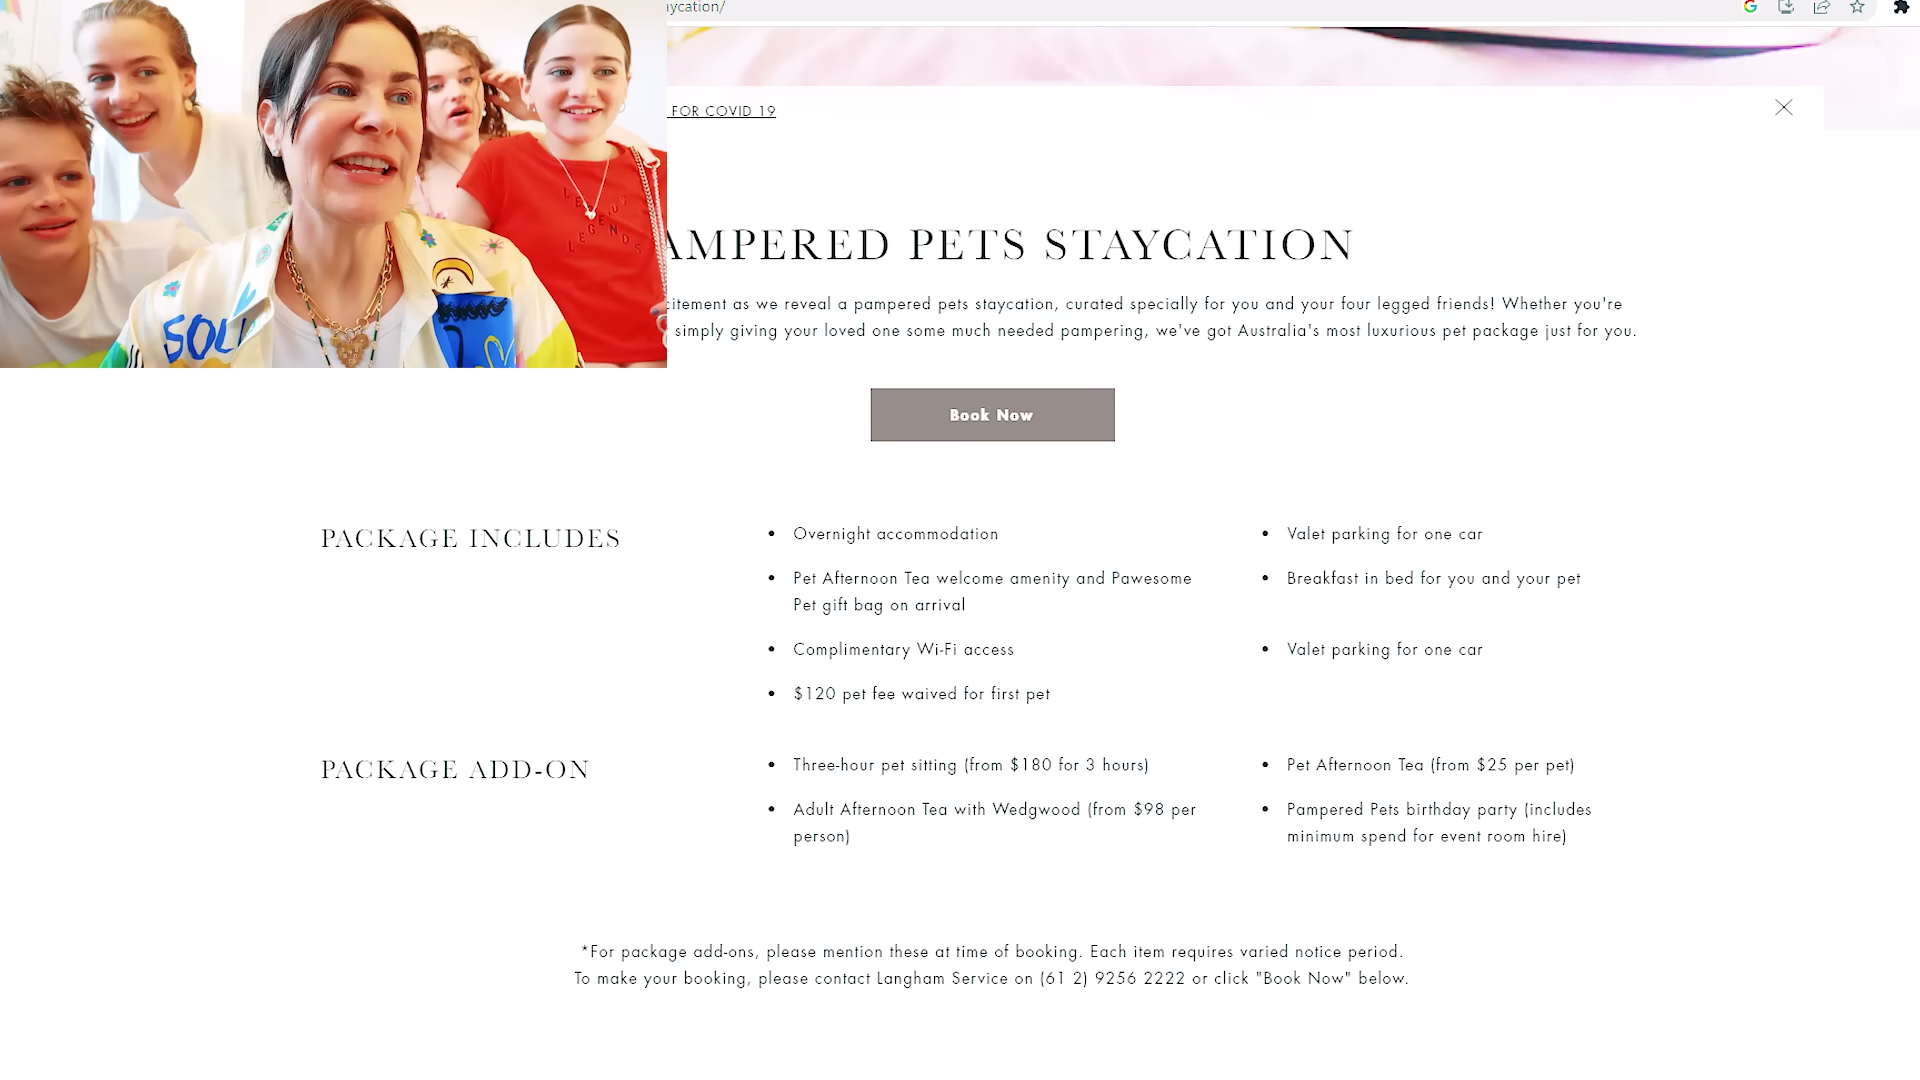 aycation/
FOR COVID 19
AMPERED PETS STAYCATION
citement as we reveal a pampered pets staycation, curated specially for you and your four legged friends! Whether you're
simply giving your loved one some much needed pampering, we've got Australia's most luxurious pet package just for you.
Book Now
PACKAGE INCLUDES
• Overnight accommodation
• Valet parking for one car
• Pet Afternoon Tea welcome amenity and Pawesome
Pet gift bag on arrival
• Breakfast in bed for you and your pet
• Complimentary Wi-Fi access
• Valet parking for one car
• $120 pet fee waived for first pet
PACKAGE ADD-ON
• Three-hour pet sitting (from $180 for 3 hours)
• Pet Afternoon Tea (from $25 per pet)
• Adult Afternoon Tea with Wedgwood (from $98 per
person)
• Pampered Pets birthday party (includes
minimum spend for event room hire)
*For package add-ons, please mention these at time of booking. Each item requires varied notice period.
To make your booking, please contact Langham Service on (61 2) 9256 2222 or click "Book Now" below.
LEGENDS
LEGENDS
SOL